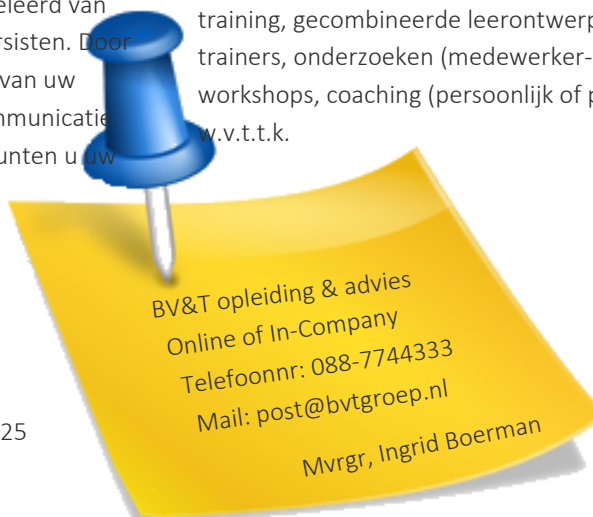 eleerd van
rsisten. Door
van uw
mmunicatie
unten u uw
training, gecombineerde leerontwerp
trainers, onderzoeken (medewerker-
workshops, coaching (persoonlijk of p
w.v.t.t.k.
BV&T opleiding & advies
Online of In-Company
Telefoonnr: 088-7744333
Mail: post@bvtgroep.nl
Mvrgr, Ingrid Boerman
25